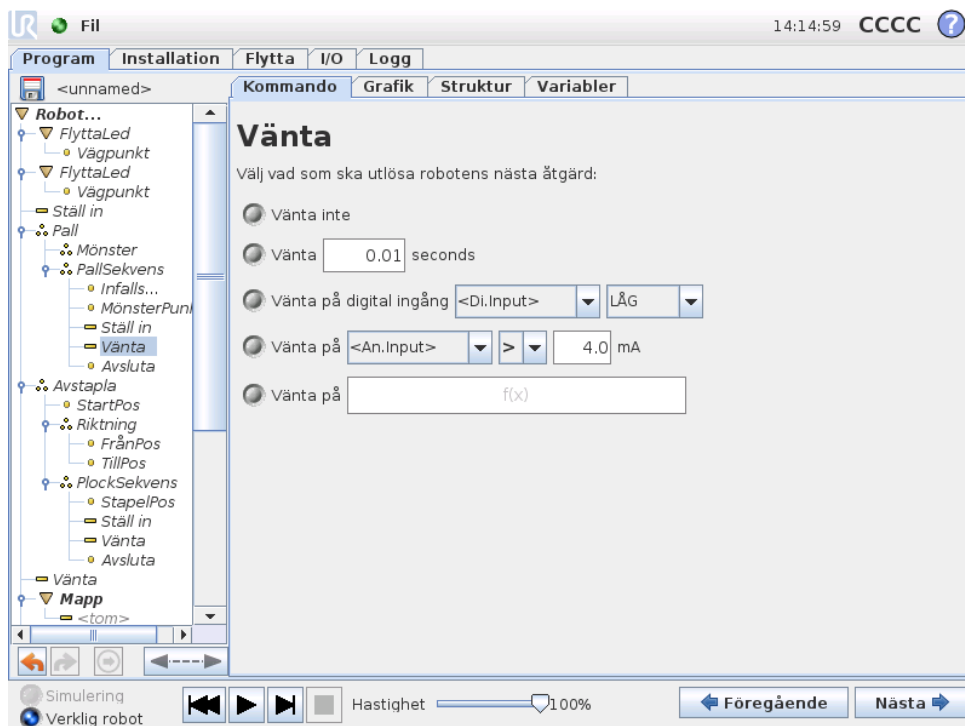 UR Fil 14:14:59 CCCC ?
Program Installation Flytta I/O Logg
<unnamed>
Kommando Grafik Struktur Variabler
Robot...
FlyttaLed
Vägpunkt
FlyttaLed
Vägpunkt
Ställ in
Pall
Mönster
PallSekvens
Infalls...
MönsterPunl
Ställ in
Vänta
Avsluta
Avstapla
StartPos
Riktning
FrånPos
TillPos
PlockSekvens
StapelPos
Ställ in
Vänta
Avsluta
Vänta
Mapp
<tom>
Vänta
Välj vad som ska utlösa robotens nästa åtgärd:
Vänta inte
Vänta 0.01 seconds
Vänta på digital ingång <Di.Input> LÅG
Vänta på <An.Input> > 4.0 mA
Vänta på f(x)
Simulering
Verklig robot
Hastighet 100%
Föregående Nästa